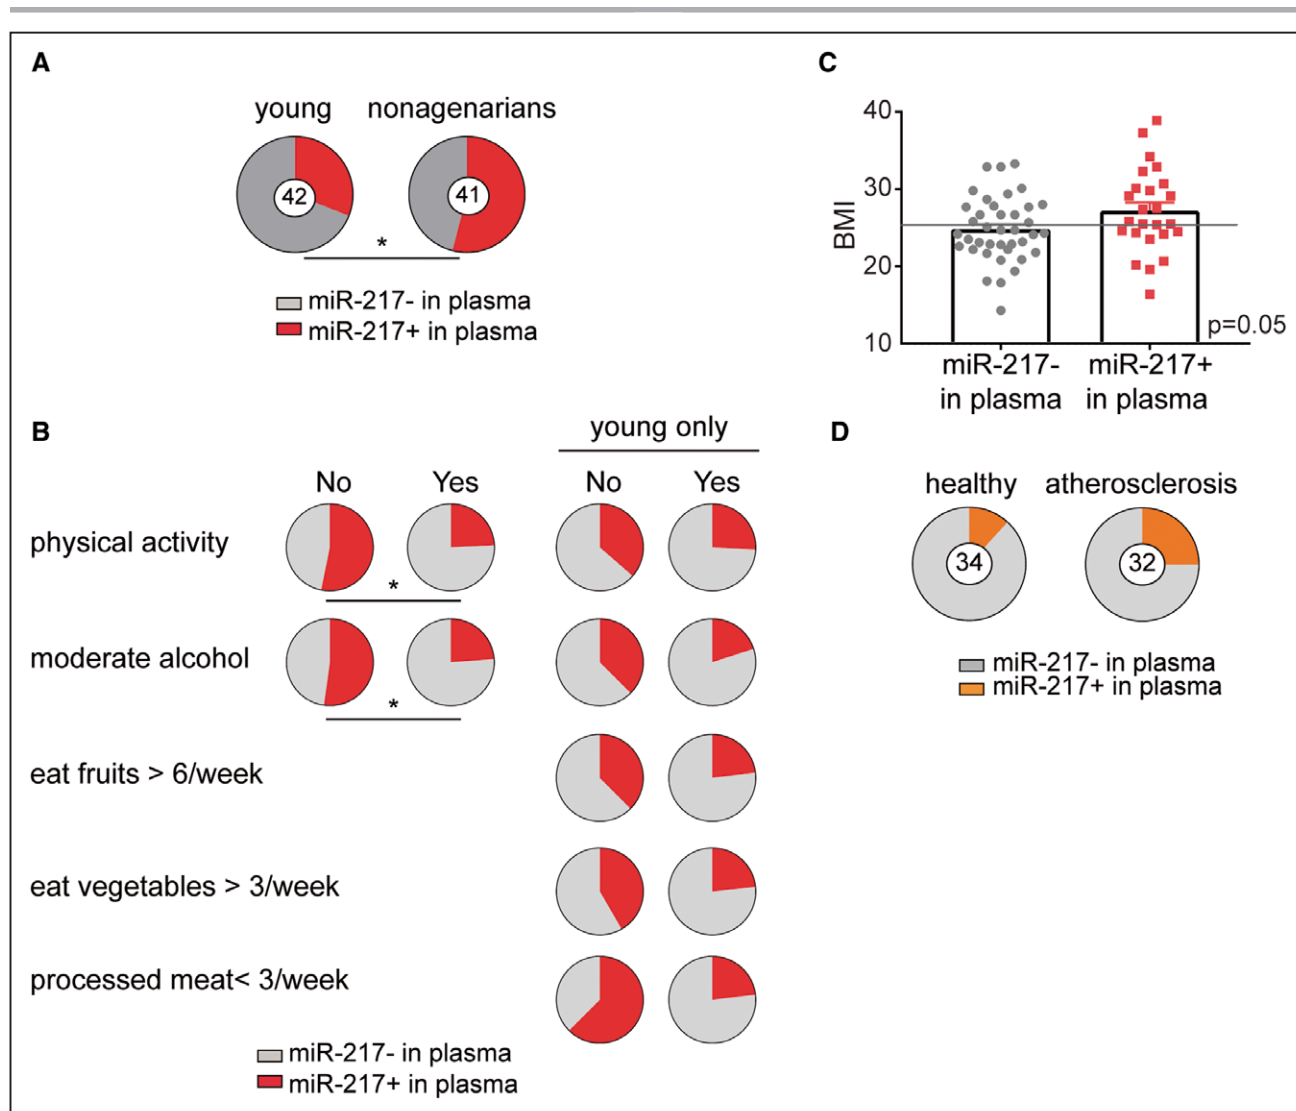 A
young nonagenarians
42 41
*
miR-217- in plasma
miR-217+ in plasma
C
40
30
20
10
BMI
p=0.05
miR-217- miR-217+
in plasma in plasma
B
young only
No Yes No Yes
physical activity
*
moderate alcohol
*
eat fruits > 6/week
eat vegetables > 3/week
processed meat< 3/week
miR-217- in plasma
miR-217+ in plasma
D
healthy atherosclerosis
34 32
miR-217- in plasma
miR-217+ in plasma